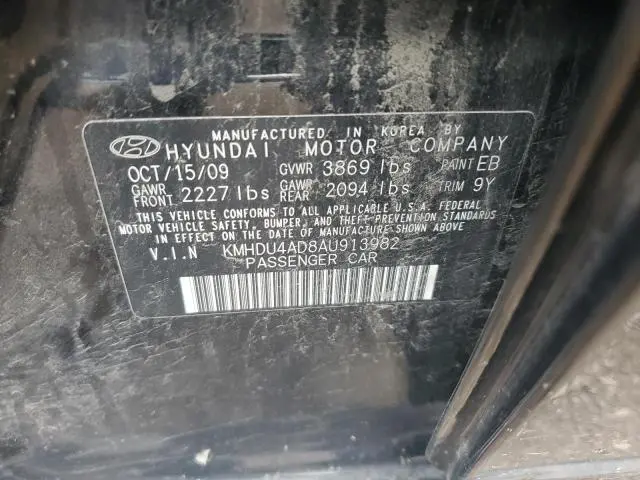 MANUFACTURED IN KOREA BY
HYUNDAI MOTOR COMPANY
OCT/15/09 GVWR 3869 lbs PAINT EB
GAWR FRONT 2227 lbs GAWR REAR 2094 lbs TRIM 9Y
THIS VEHICLE CONFORMS TO ALL APPLICABLE U.S.A. FEDERAL
MOTOR VEHICLE SAFETY, BUMPER, AND THEFT PREVENTION STANDARDS
IN EFFECT ON THE DATE OF MANUFACTURE SHOWN ABOVE.
V.I.N KMHDU4AD8AU913982
PASSENGER CAR